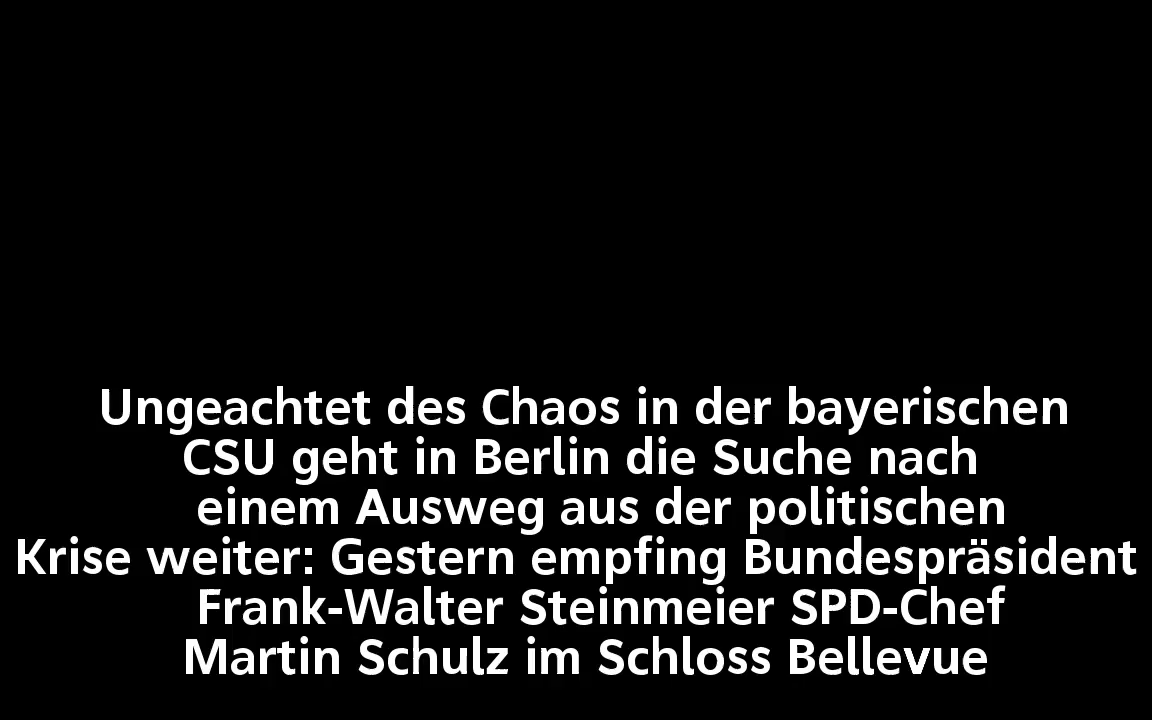 Ungeachtet des Chaos in der bayerischen
CSU geht in Berlin die Suche nach
einem Ausweg aus der politischen
Krise weiter: Gestern empfing Bundespräsident
Frank-Walter Steinmeier SPD-Chef
Martin Schulz im Schloss Bellevue